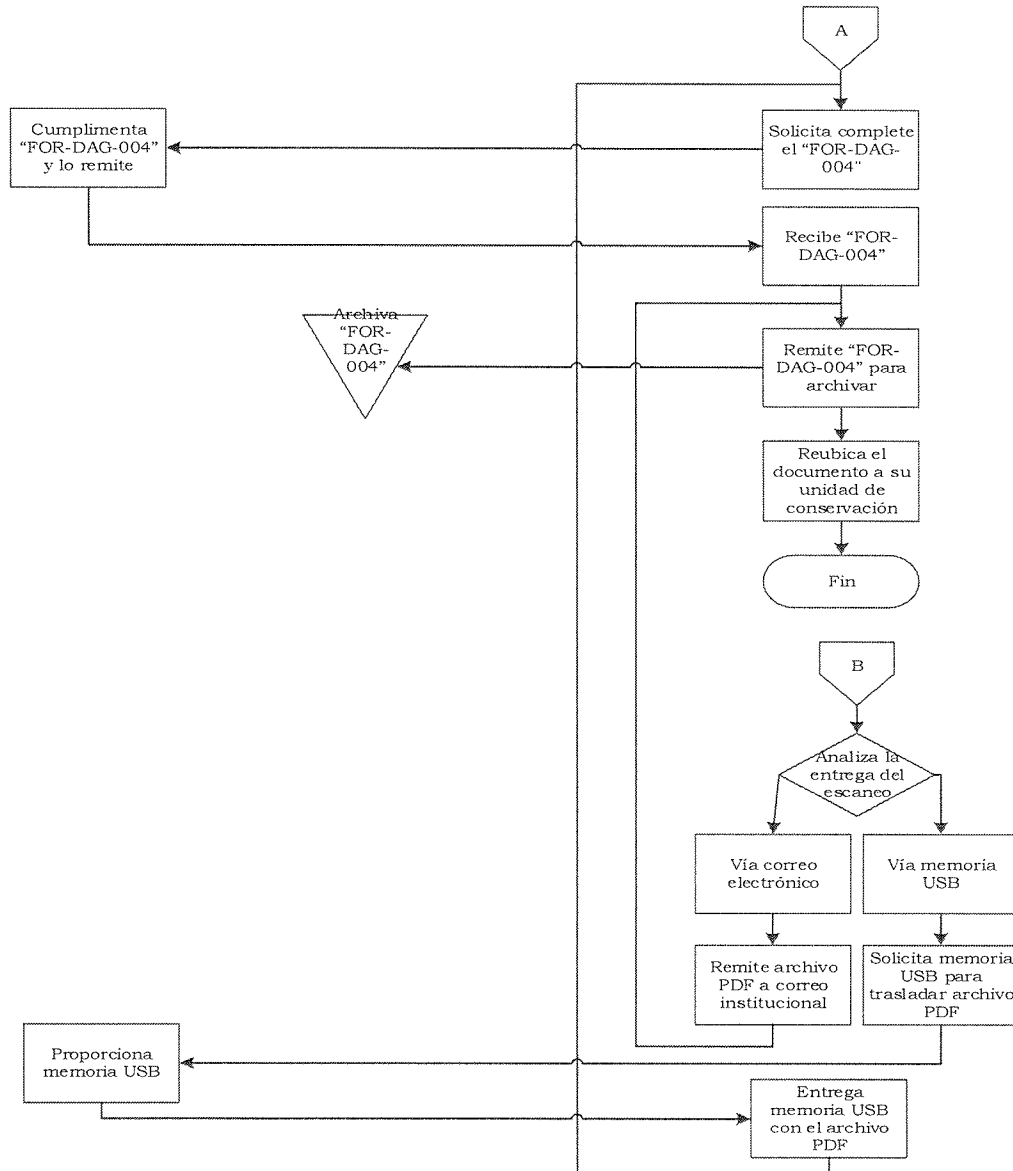 A
Cumplimenta
“FOR-DAG-004”
y lo remite
Solicita complete
el “FOR-DAG-
004”
Recibe “FOR-
DAG-004”
Archiva
“FOR-
DAG-
004”
Remite “FOR-
DAG-004” para
archivar
Reubica el
documento a su
unidad de
conservación
Fin
B
Analiza la
entrega del
escaneo
Vía correo
electrónico
Vía memoria
USB
Remite archivo
PDF a correo
institucional
Solicita memoria
USB para
trasladar archivo
PDF
Proporciona
memoria USB
Entrega
memoria USB
con el archivo
PDF